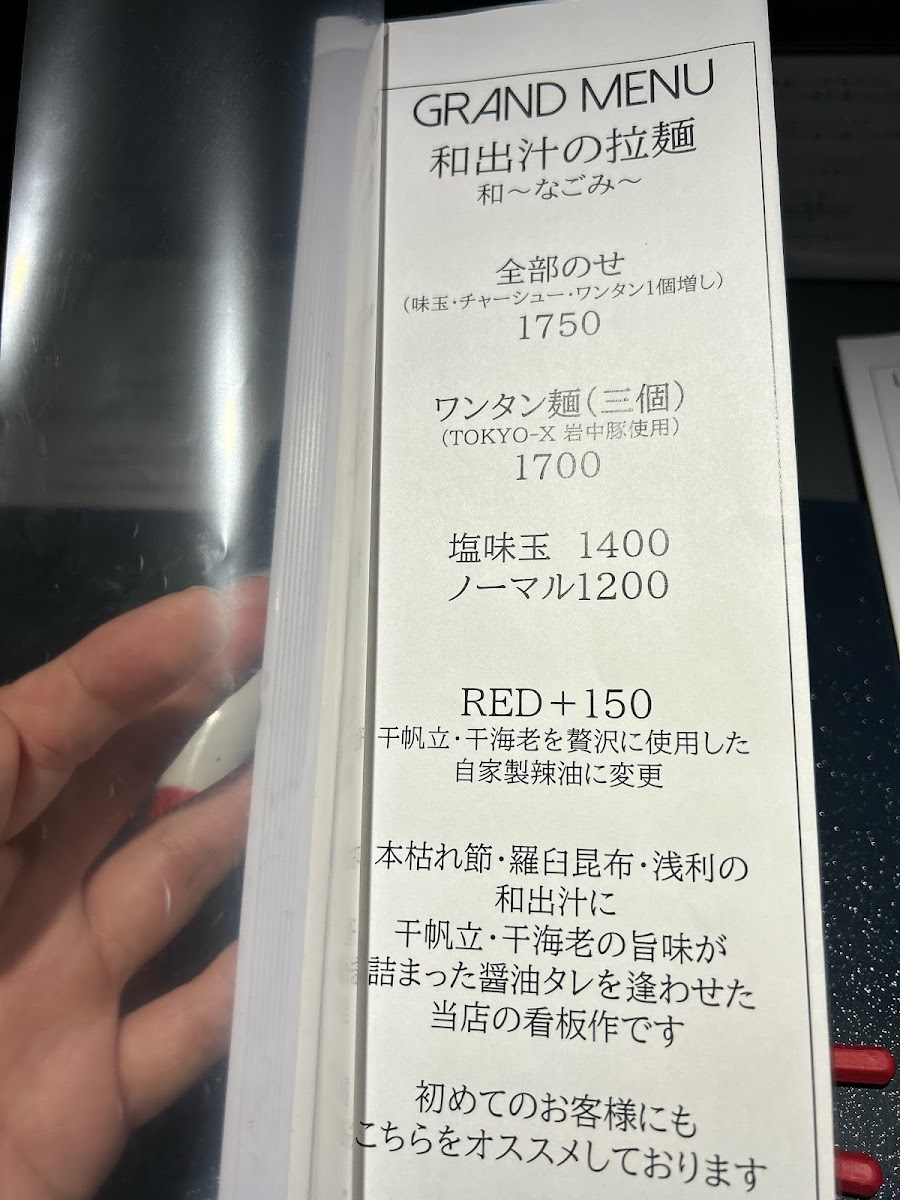 GRAND MENU
和出汁の拉麺
和～なごみ～
全部のせ
(味玉・チャーシュー・ワンタン1個増し)
1750
ワンタン麺(三個)
(TOKYO-X 岩中豚使用)
1700
塩味玉 1400
ノーマル1200
RED＋150
干帆立・干海老を贅沢に使用した
自家製辣油に変更
本枯れ節・羅臼昆布・浅利の
和出汁に
干帆立・干海老の旨味が
詰まった醤油タレを逢わせた
当店の看板作です
初めてのお客様にも
こちらをオススメしております